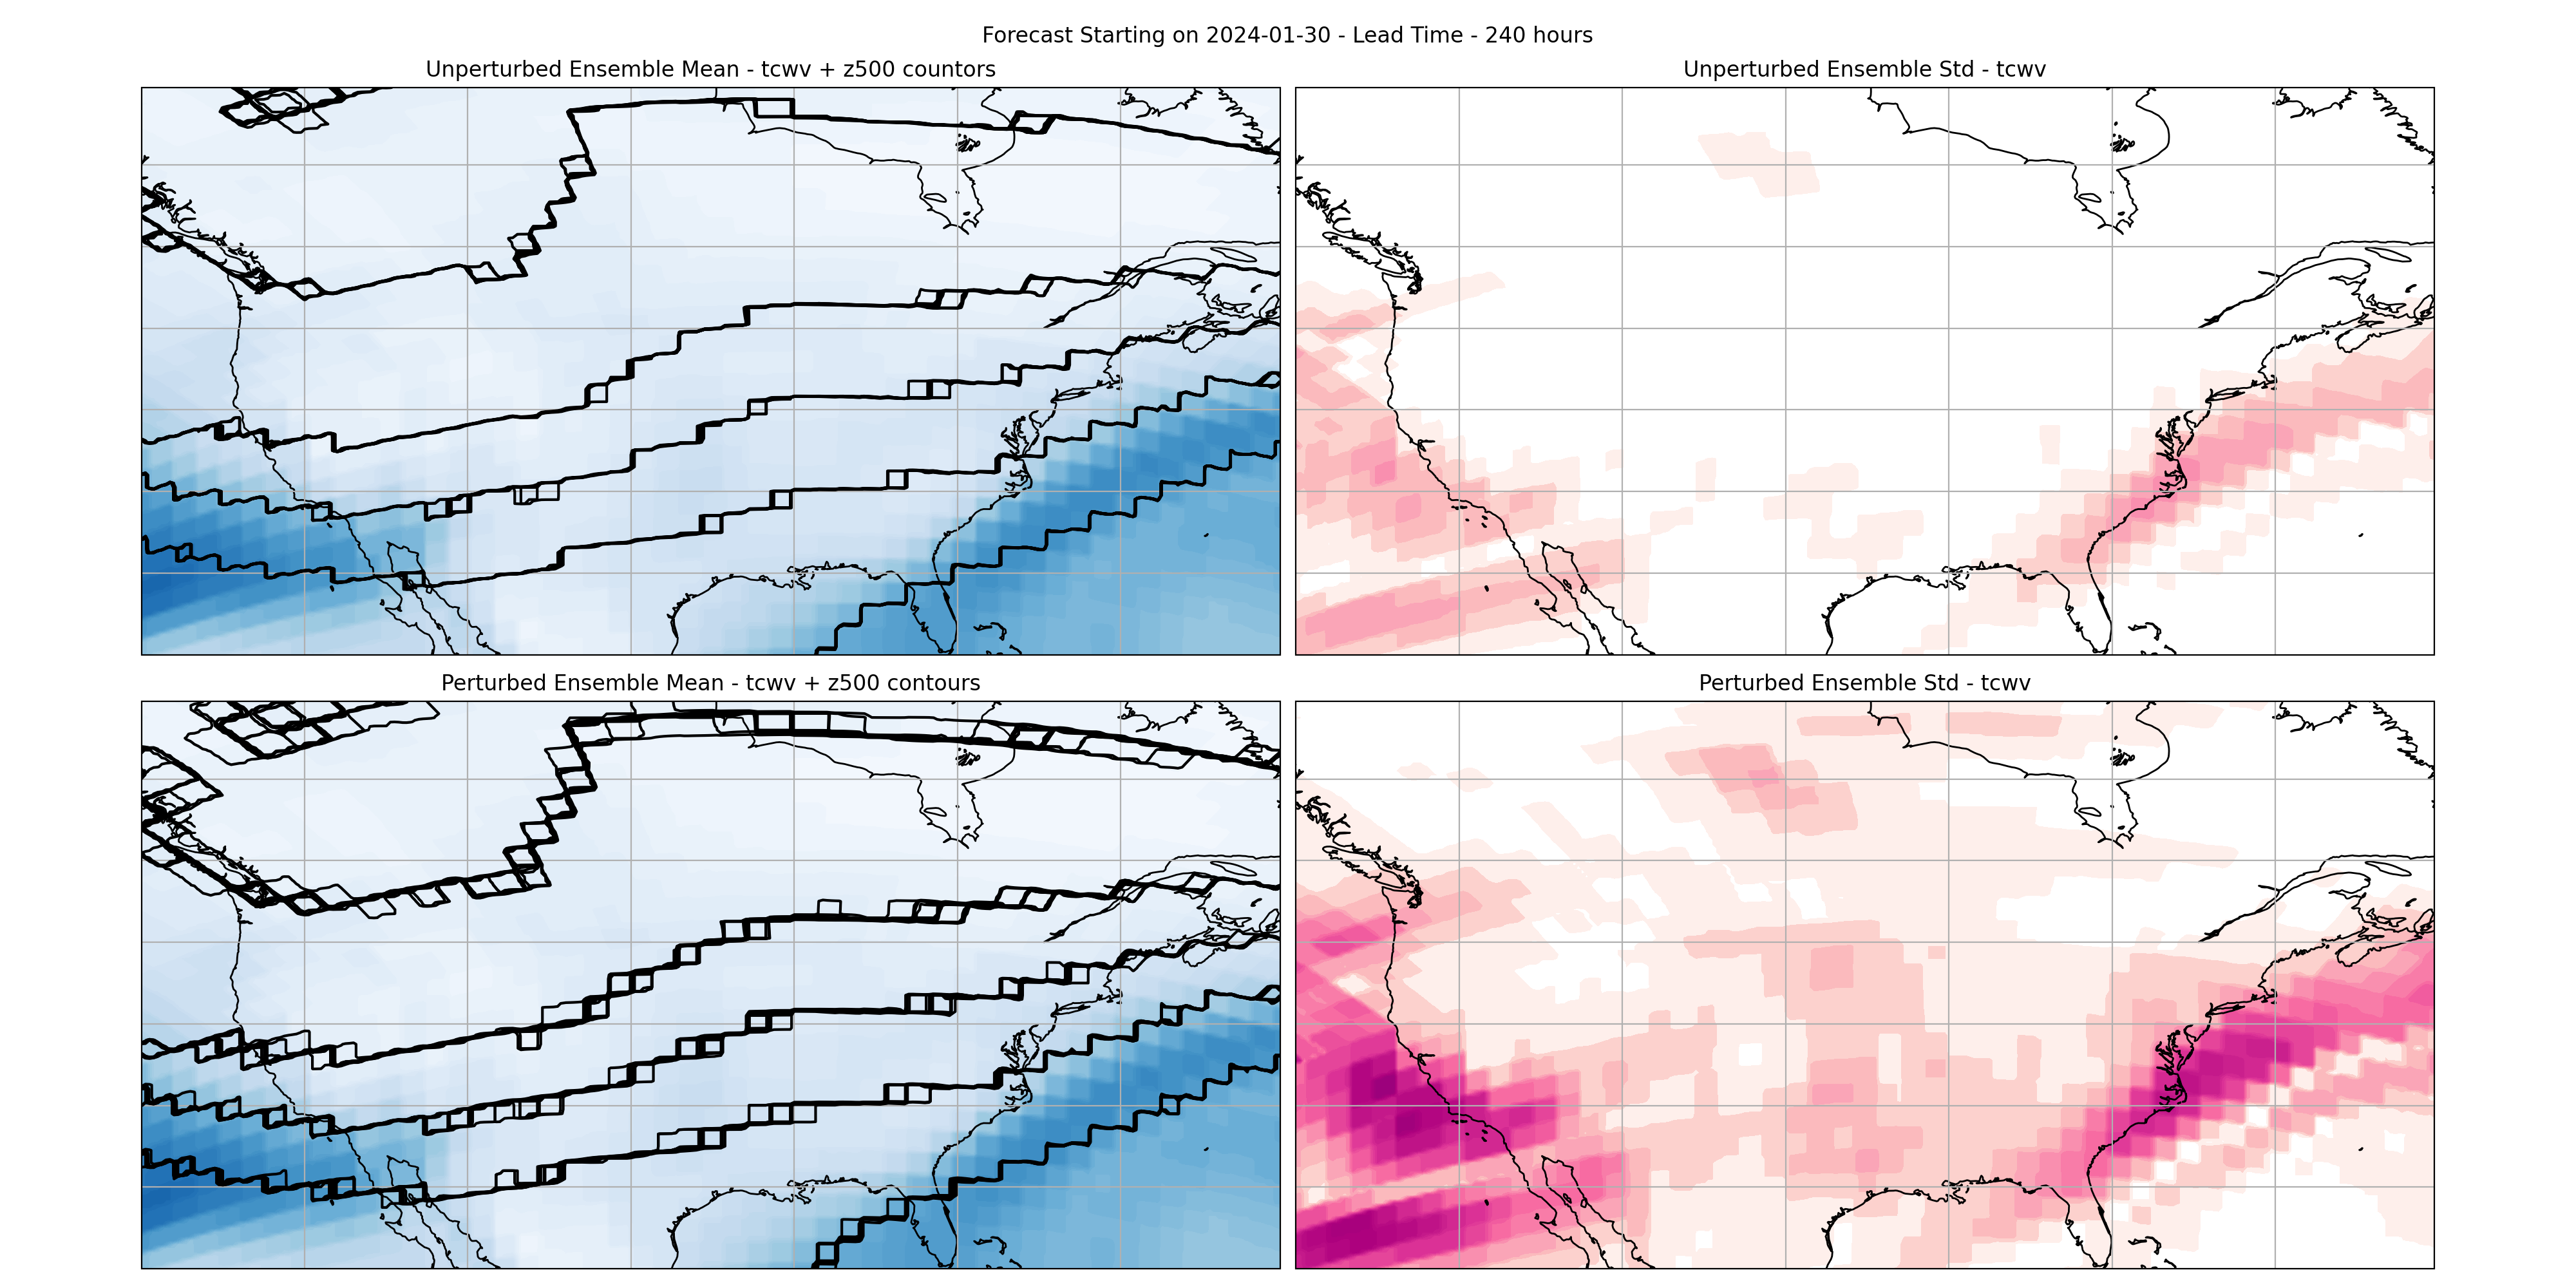 Forecast Starting on 2024-01-30 - Lead Time - 240 hours
Unperturbed Ensemble Mean - tcwv + z500 countors
Unperturbed Ensemble Std - tcwv
Perturbed Ensemble Mean - tcwv + z500 contours
Perturbed Ensemble Std - tcwv